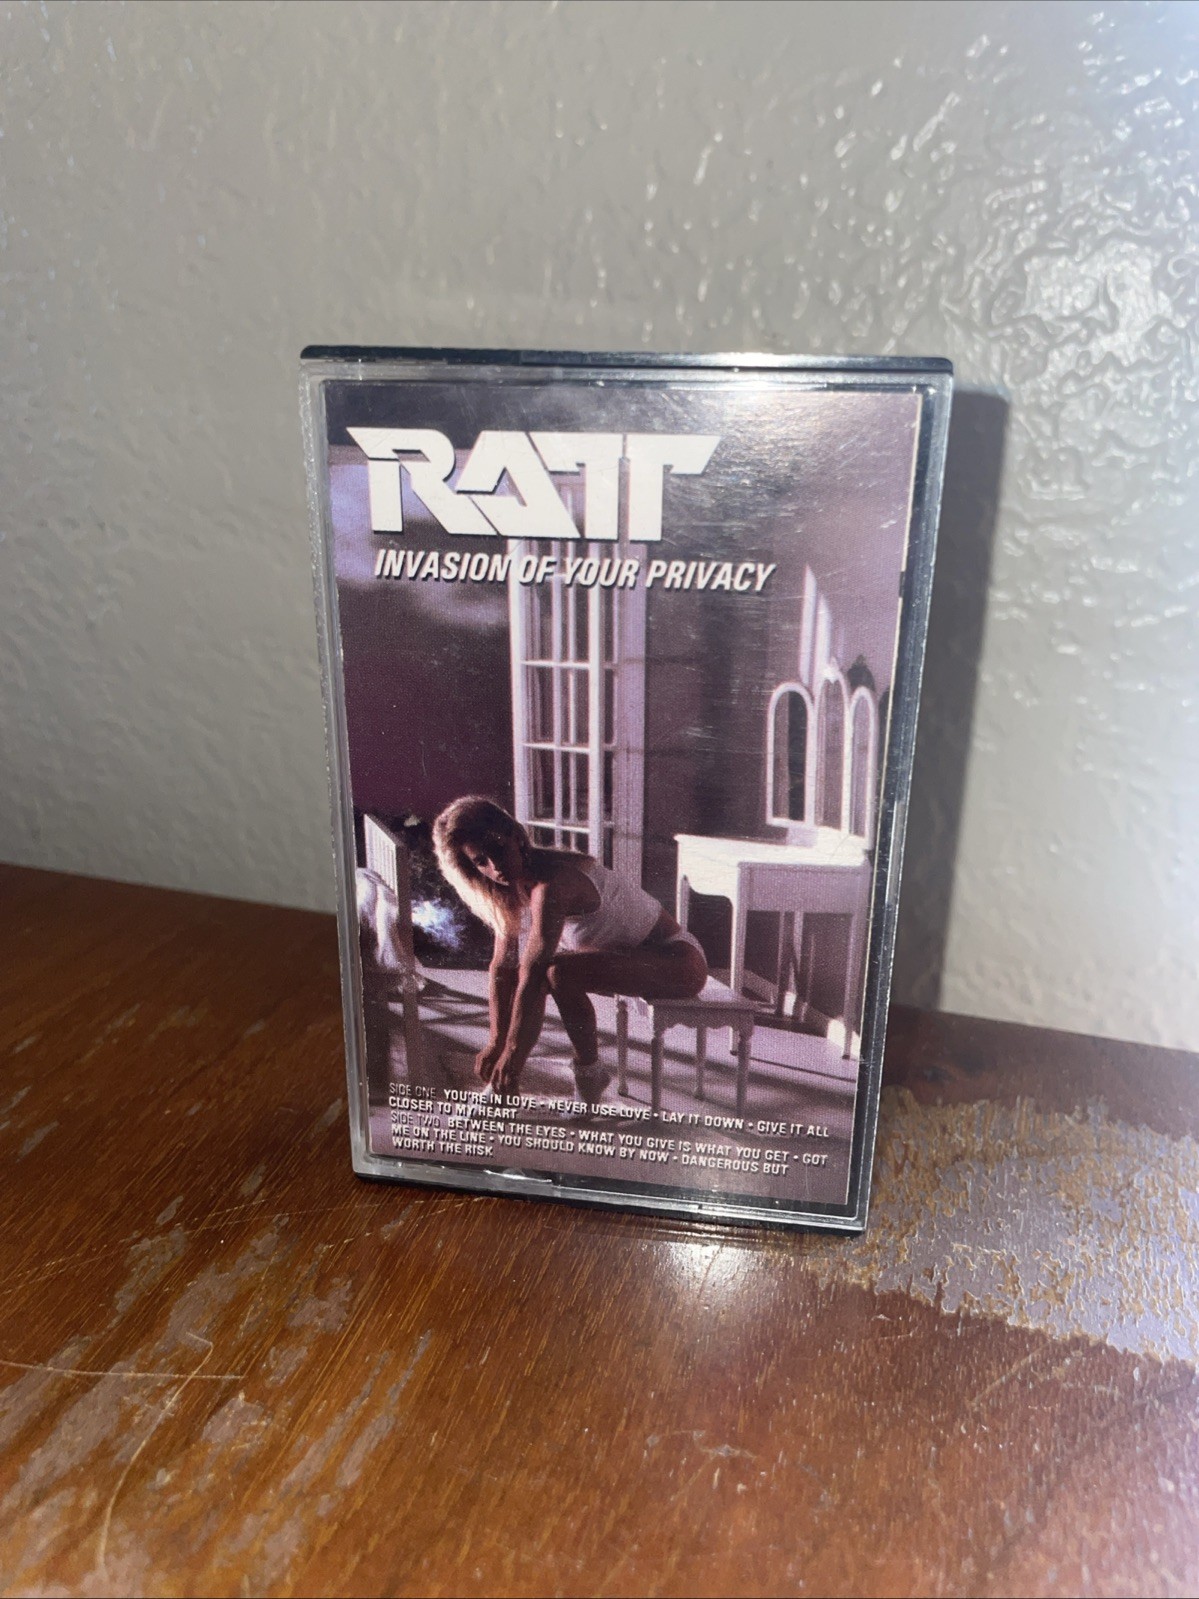 RATT
INVASION OF YOUR PRIVACY
SIDE ONE YOU'RE IN LOVE • NEVER USE LOVE • LAY IT DOWN • GIVE IT ALL
CLOSER TO MY HEART
SIDE TWO BETWEEN THE EYES • WHAT YOU GIVE IS WHAT YOU GET • GOT
ME ON THE LINE • YOU SHOULD KNOW BY NOW • DANGEROUS BUT
WORTH THE RISK